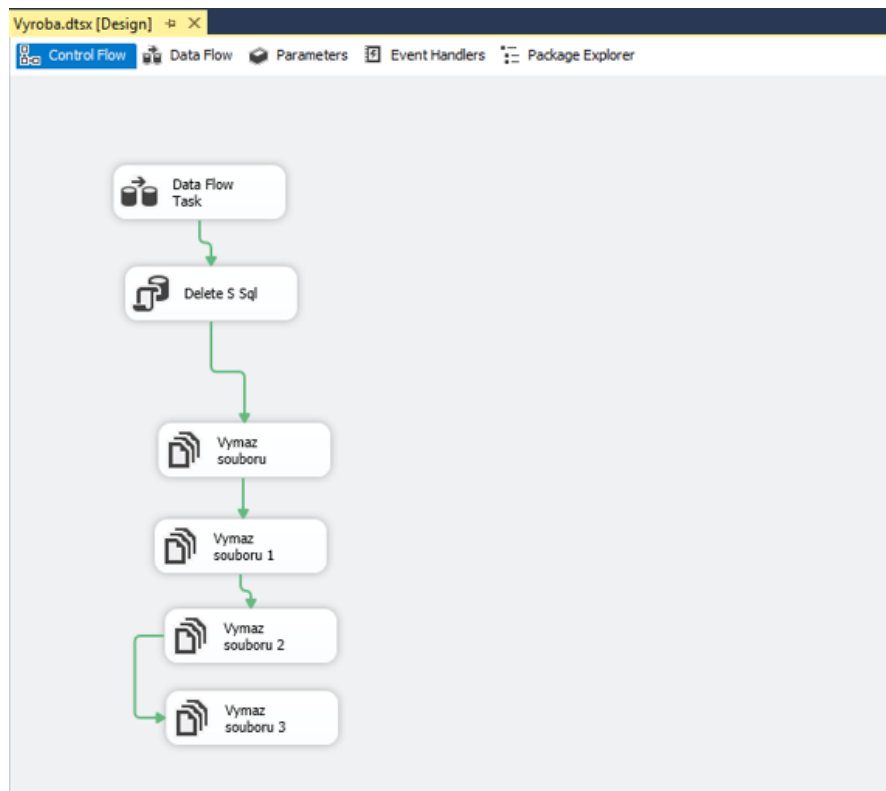 Vyroba.dtsx [Design]
Control Flow Data Flow Parameters Event Handlers Package Explorer
Data Flow
Task
Delete S Sql
Vymaz
souboru
Vymaz
souboru 1
Vymaz
souboru 2
Vymaz
souboru 3